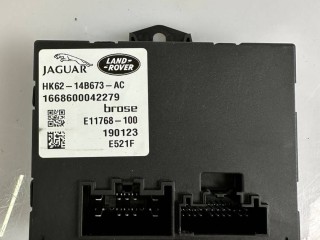 JAGUAR
LAND-
ROVER
HK62-14B673-AC
1668600042279
brose
E11768-100
190123
E521F